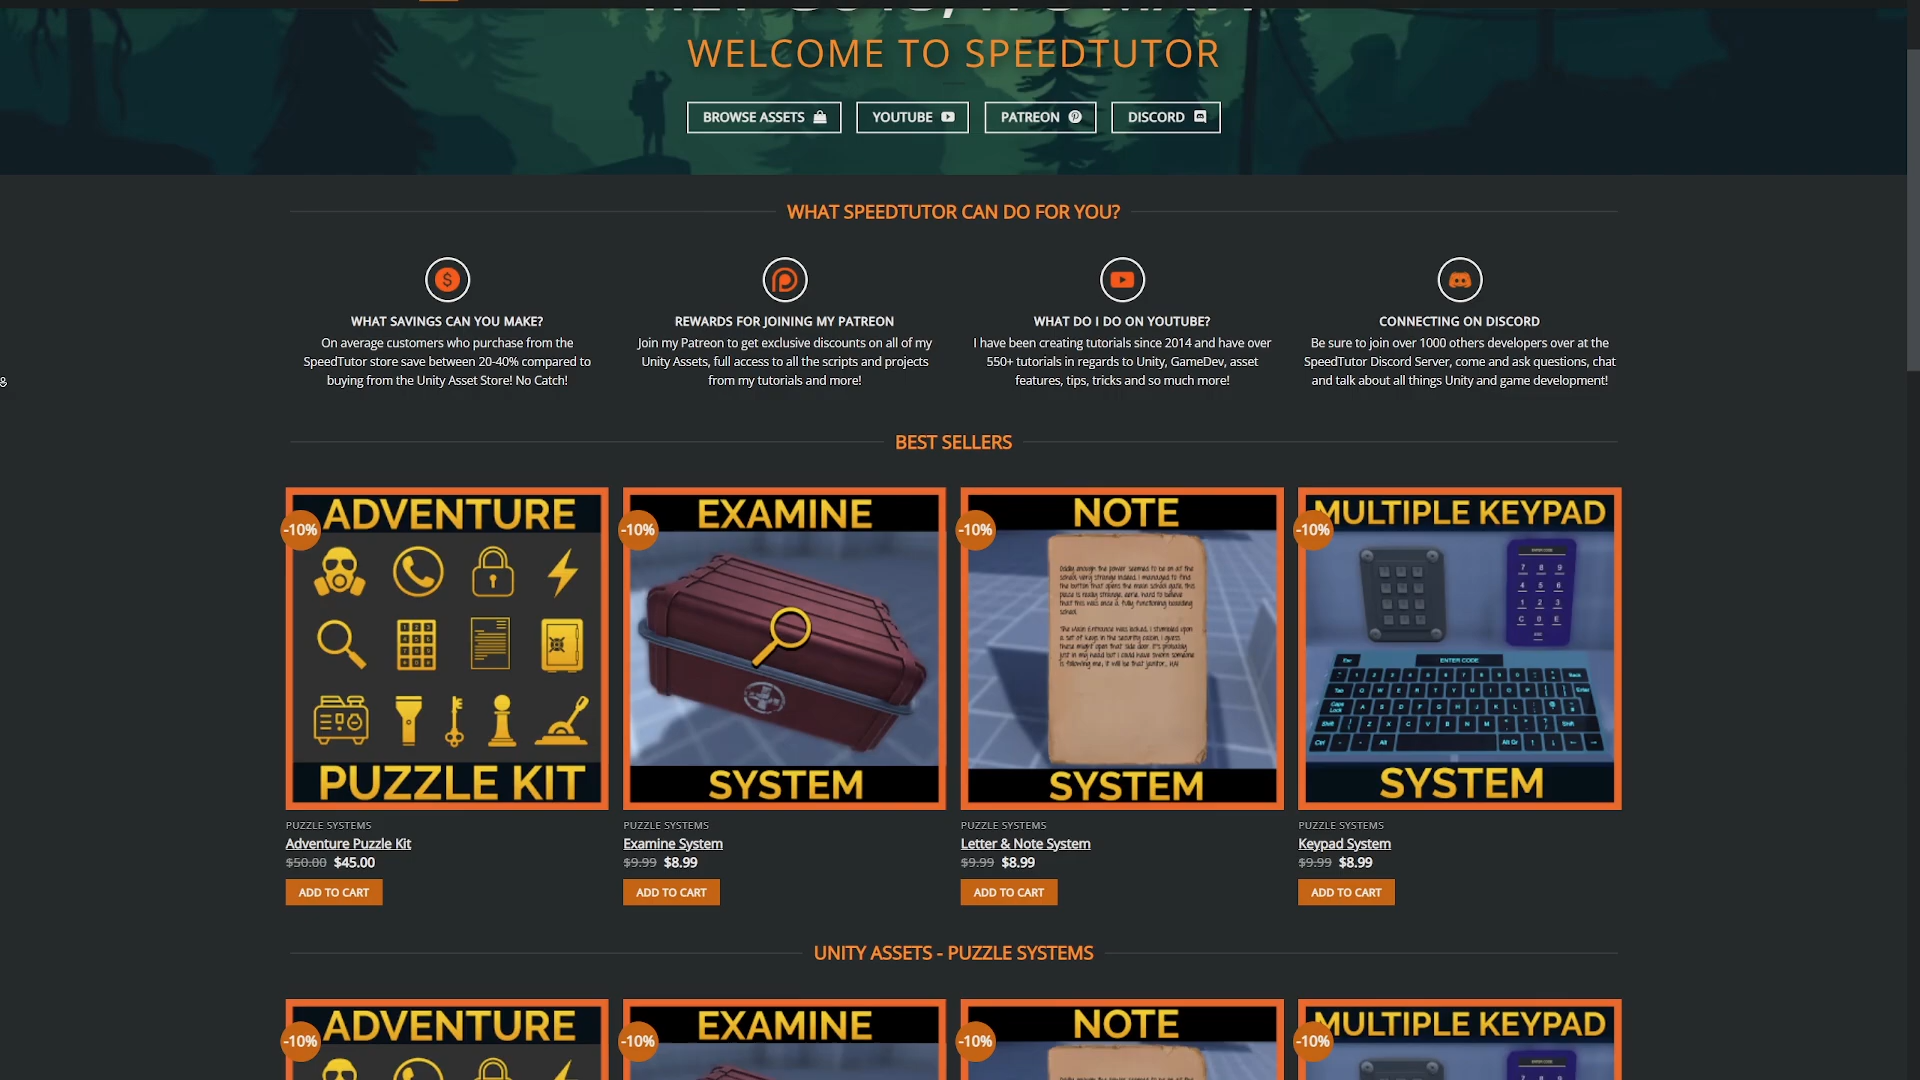 WELCOME TO SPEEDTUTOR
BROWSE ASSETS
YOUTUBE
PATREON
DISCORD
WHAT SPEEDTUTOR CAN DO FOR YOU?
WHAT SAVINGS CAN YOU MAKE?
On average customers who purchase from the
SpeedTutor store save between 20-40% compared to
buying from the Unity Asset Store! No Catch!
REWARDS FOR JOINING MY PATREON
Join my Patreon to get exclusive discounts on all of my
Unity Assets, full access to all the scripts and projects
from my tutorials and more!
WHAT DO I DO ON YOUTUBE?
I have been creating tutorials since 2014 and have over
550+ tutorials in regards to Unity, GameDev, asset
features, tips, tricks and so much more!
CONNECTING ON DISCORD
Be sure to join over 1000 others developers over at the
SpeedTutor Discord Server, come and ask questions, chat
and talk about all things Unity and game development!
BEST SELLERS
-10%
ADVENTURE
PUZZLE KIT
-10%
EXAMINE
SYSTEM
-10%
NOTE
SYSTEM
-10%
MULTIPLE KEYPAD
ENTER CODE
SYSTEM
PUZZLE SYSTEMS
Adventure Puzzle Kit
$50.00 $45.00
ADD TO CART
PUZZLE SYSTEMS
Examine System
$9.99 $8.99
ADD TO CART
PUZZLE SYSTEMS
Letter & Note System
$9.99 $8.99
ADD TO CART
PUZZLE SYSTEMS
Keypad System
$9.99 $8.99
ADD TO CART
UNITY ASSETS - PUZZLE SYSTEMS
-10%
ADVENTURE
-10%
EXAMINE
-10%
NOTE
-10%
MULTIPLE KEYPAD